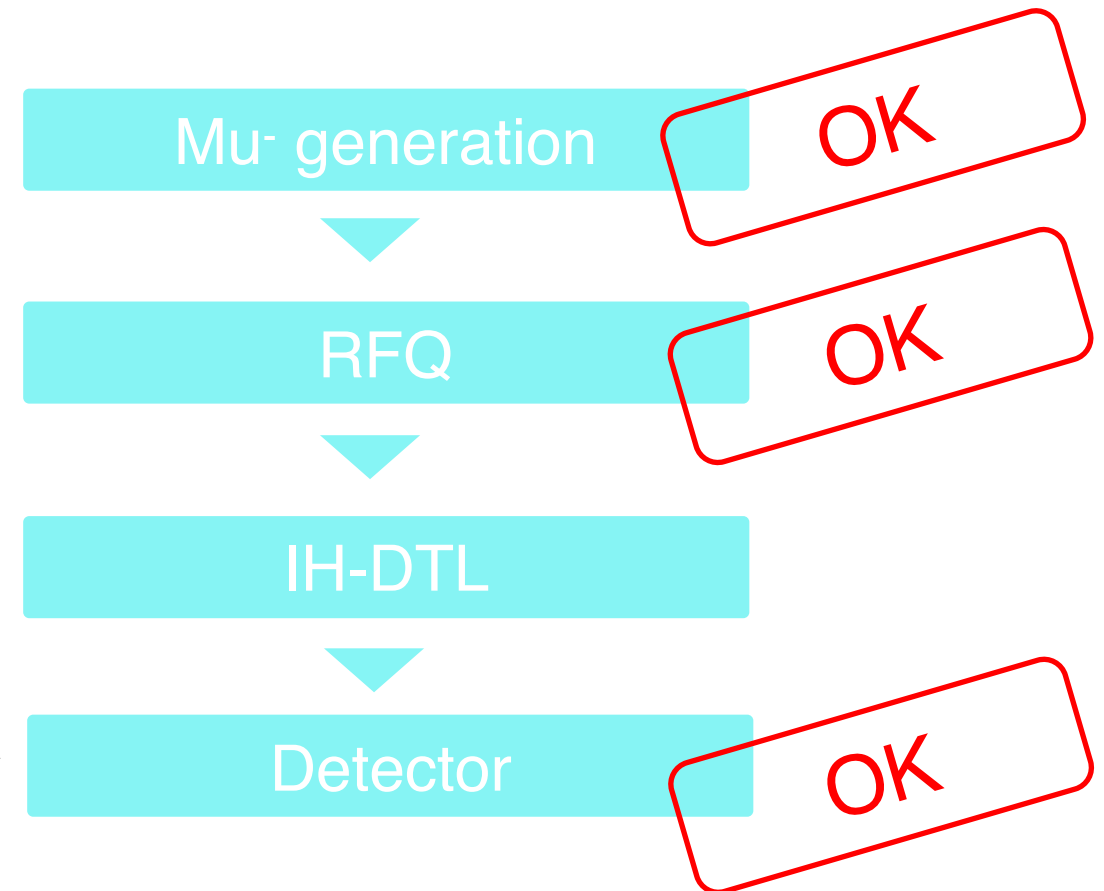 Mu⁻ generation
OK
RFQ
OK
IH-DTL
Detector
OK